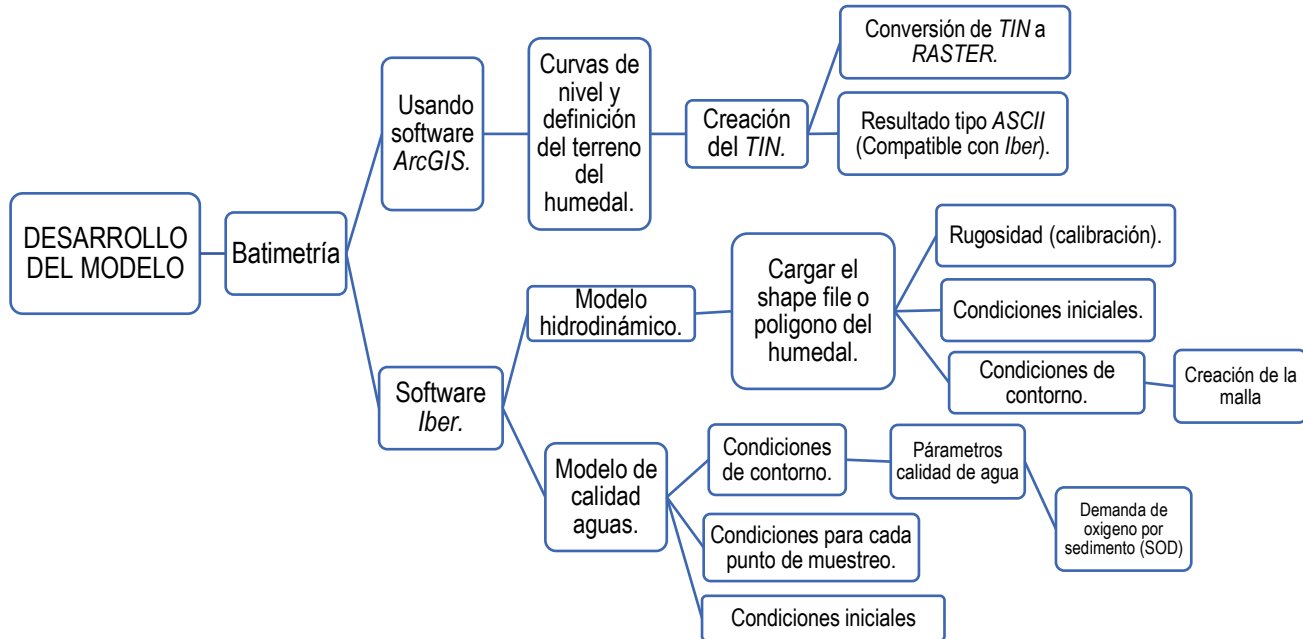 DESARROLLO
DEL MODELO
Batimetría
Usando
software
ArcGIS.
Curvas de
nivel y
definición
del terreno
del
humedal.
Creación
del TIN.
Conversión de TIN a
RASTER.
Resultado tipo ASCII
(Compatible con Iber).
Software
Iber.
Modelo
hidrodinámico.
Cargar el
shape file o
poligono del
humedal.
Rugosidad (calibración).
Condiciones iniciales.
Condiciones de
contorno.
Creación de la
malla
Modelo de
calidad
aguas.
Condiciones
de contorno.
Párametros
calidad de agua
Demanda de
oxigeno por
sedimento (SOD)
Condiciones para cada
punto de muestreo.
Condiciones iniciales